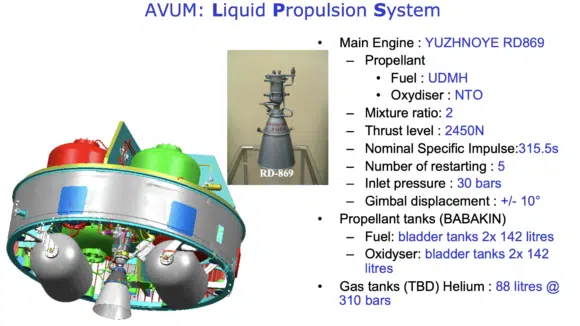 AVUM: Liquid Propulsion System
• Main Engine : YUZHNOYE RD869
– Propellant
• Fuel : UDMH
• Oxydiser : NTO
– Mixture ratio: 2
– Thrust level : 2450N
– Nominal Specific Impulse:315.5s
– Number of restarting : 5
– Inlet pressure : 30 bars
– Gimbal displacement : +/- 10°
• Propellant tanks (BABAKIN)
– Fuel: bladder tanks 2x 142 litres
– Oxidyser: bladder tanks 2x 142
litres
• Gas tanks (TBD) Helium : 88 litres @
310 bars
RD-869